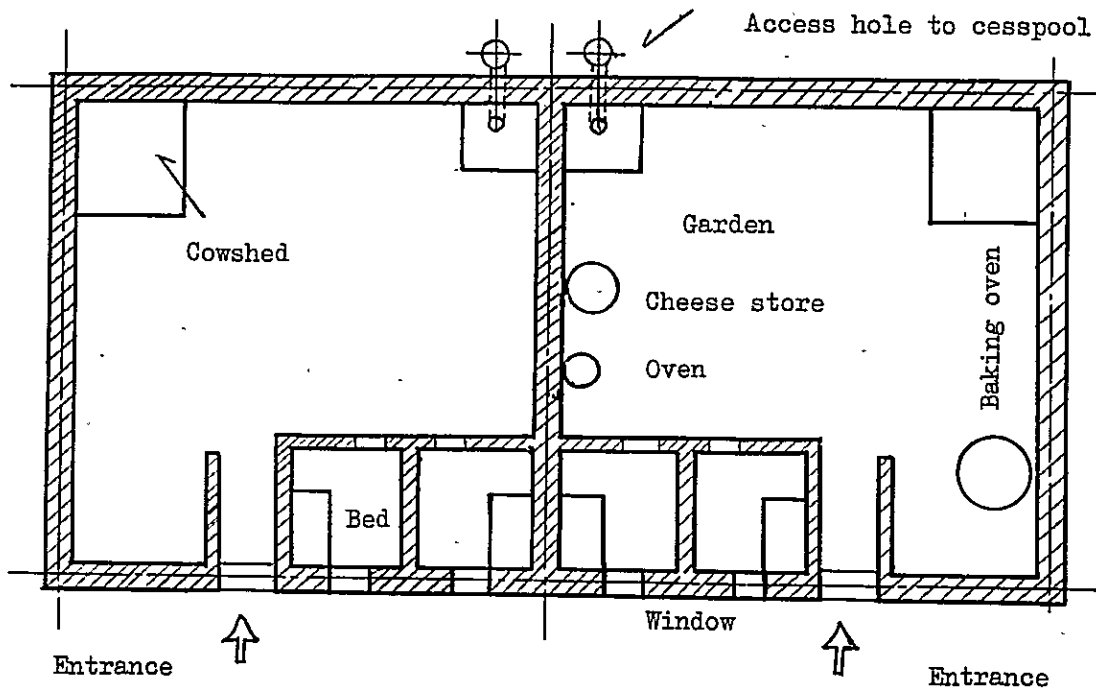 Access hole to cesspool
Garden
Cowshed
Cheese store
Baking oven
Oven
Bed
Window
Entrance
Entrance